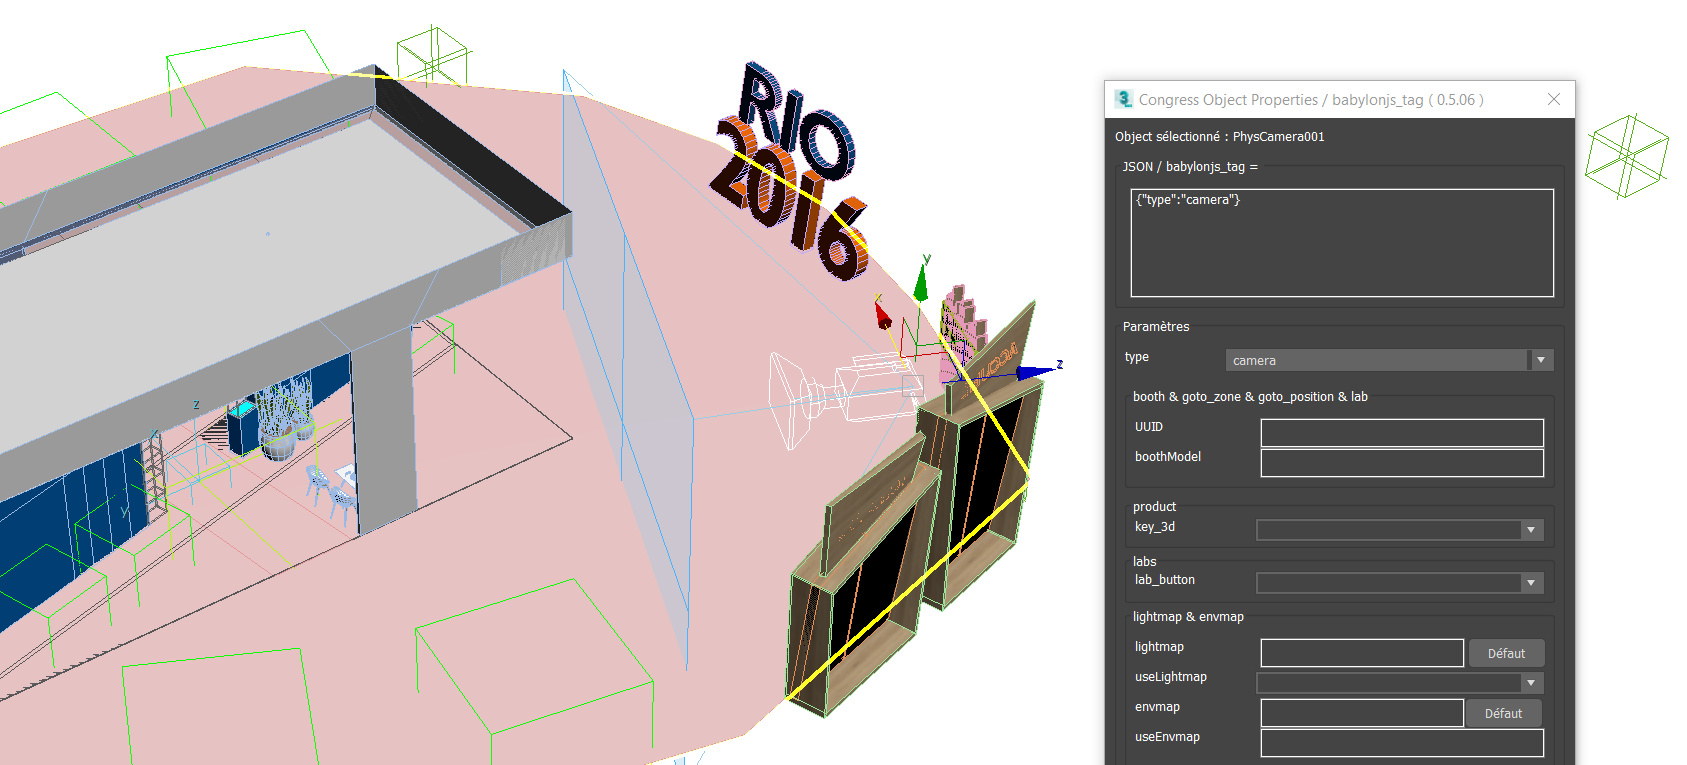 RIO
2016
y
x
z
z
y
3
Congress Object Properties / babylonjs_tag ( 0.5.06 )
Object sélectionné : PhysCamera001
JSON / babylonjs_tag =
{"type":"camera"}
Paramètres
type
camera
booth & goto_zone & goto_position & lab
UUID
boothModel
product
key_3d
labs
lab_button
lightmap & envmap
lightmap
Défaut
useLightmap
envmap
Défaut
useEnvmap